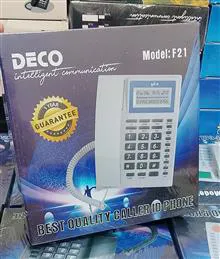 DECO
intelligent communication
Model: F21
1 YEAR
GUARANTEE
BEST QUALITY CALLER ID PHONE